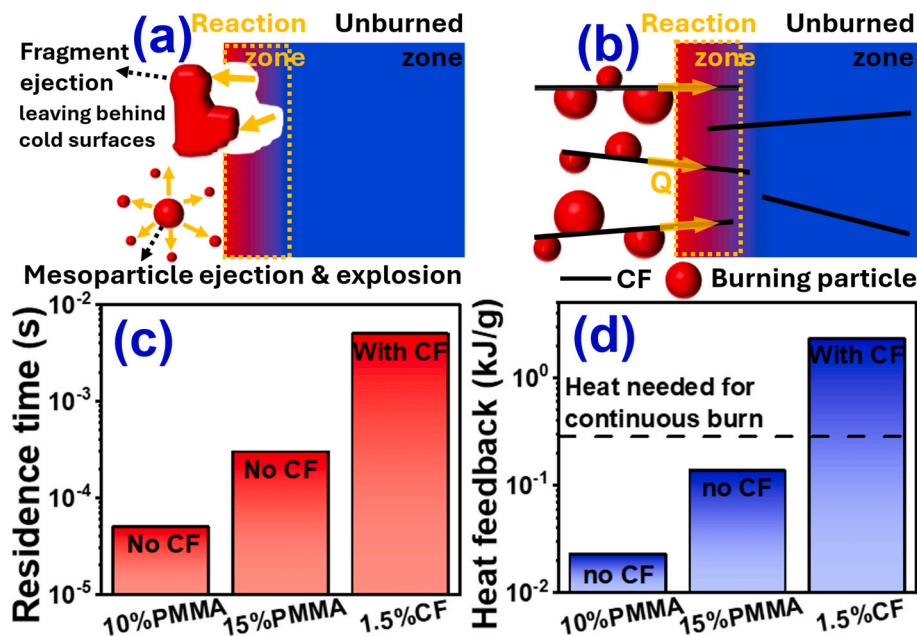 (a)
Reaction
zone
Unburned
zone
Fragment
ejection
leaving behind
cold surfaces
Mesoparticle ejection & explosion
(b)
Reaction
zone
Unburned
zone
Q
CF
Burning particle
(c)
Residence time (s)
10⁻²
10⁻³
10⁻⁴
10⁻⁵
No CF
No CF
With CF
10%PMMA
15%PMMA
1.5%CF
(d)
Heat feedback (kJ/g)
10⁰
10⁻¹
10⁻²
Heat needed for
continuous burn
no CF
no CF
With CF
10%PMMA
15%PMMA
1.5%CF